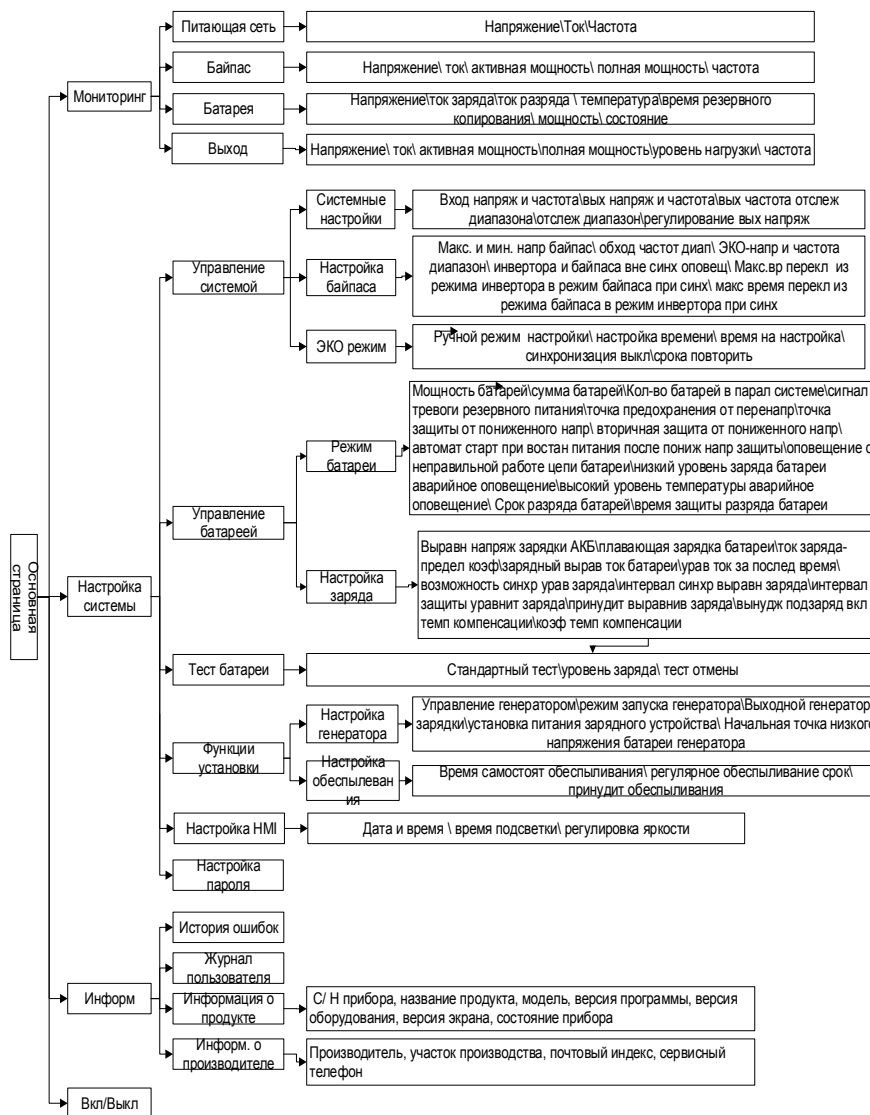 Питающая сеть
Напряжение\Ток\Частота
Байпас
Напряжение\ ток\ активная мощность\ полная мощность\ частота
Мониторинг
Батарея
Напряжение\ток заряда\ток разряда \ температура\время резервного
копирования\ мощность\ состояние
Выход
Напряжение\ ток\ активная мощность\полная мощность\уровень нагрузки\ частота
Системные
настройки
Вход напряж и частота\вых напряж и частота\вых частота отслеж
диапазона\отслеж диапазон\регулирование вых напряж
Управление
системой
Настройка
байпаса
Макс. и мин. напр байпас\ обход частот диап\ ЭКО-напр и частота
диапазон\ инвертора и байпаса вне синх оповещ\ Макс.вр перекл из
режима инвертора в режим байпаса при синх\ макс время перекл из
режима байпаса в режим инвертора при синх
ЭКО режим
Ручной режим настройки\ настройка времени\ время на настройка\
синхронизация выкл\срока повторить
Режим
батареи
Мощность батарей\сумма батарей\Кол-во батарей в парал системе\сигнал
тревоги резервного питания\точка предохранения от перенапр\точка
защиты от пониженного напр\ вторичная защита от пониженного напр\
автомат старт при востан питания после пониж напр защиты\оповещение о
неправильной работе цепи батареи\низкий уровень заряда батареи
аварийное оповещение\высокий уровень температуры аварийное
оповещение\ Срок разряда батарей\время защиты разряда батареи
Управление
батареей
Основная
страница
Настройка
системы
Настройка
заряда
Выравн напряж зарядки АКБ\плавающая зарядка батареи\ток заряда-
предел коэф\зарядный вырав ток батареи\урав ток за послед время\
возможность синхр урав заряда\интервал синхр выравн заряда\интервал
защиты уравнит заряда\принудит выравнив заряда\вынудж подзаряд вкл
темп компенсации\коэф темп компенсации
Тест батареи
Стандартный тест\уровень заряда\ тест отмены
Функции
установки
Настройка
генератора
Управление генератором\режим запуска генератора\Выходной генератор
зарядки\установка питания зарядного устройства\ Начальная точка низкого
напряжения батареи генератора
Настройка
обеспылеван
ия
Время самостоят обеспыливания\ регулярное обеспыливание срок\
принудит обеспыливания
Настройка HMI
Дата и время \ время подсветки\ регулировка яркости
Настройка
пароля
История ошибок
Журнал
пользователя
Информ
Информация о
продукте
С/ Н прибора, название продукта, модель, версия программы, версия
оборудования, версия экрана, состояние прибора
Информ. о
производителе
Производитель, участок производства, почтовый индекс, сервисный
телефон
Вкл/Выкл